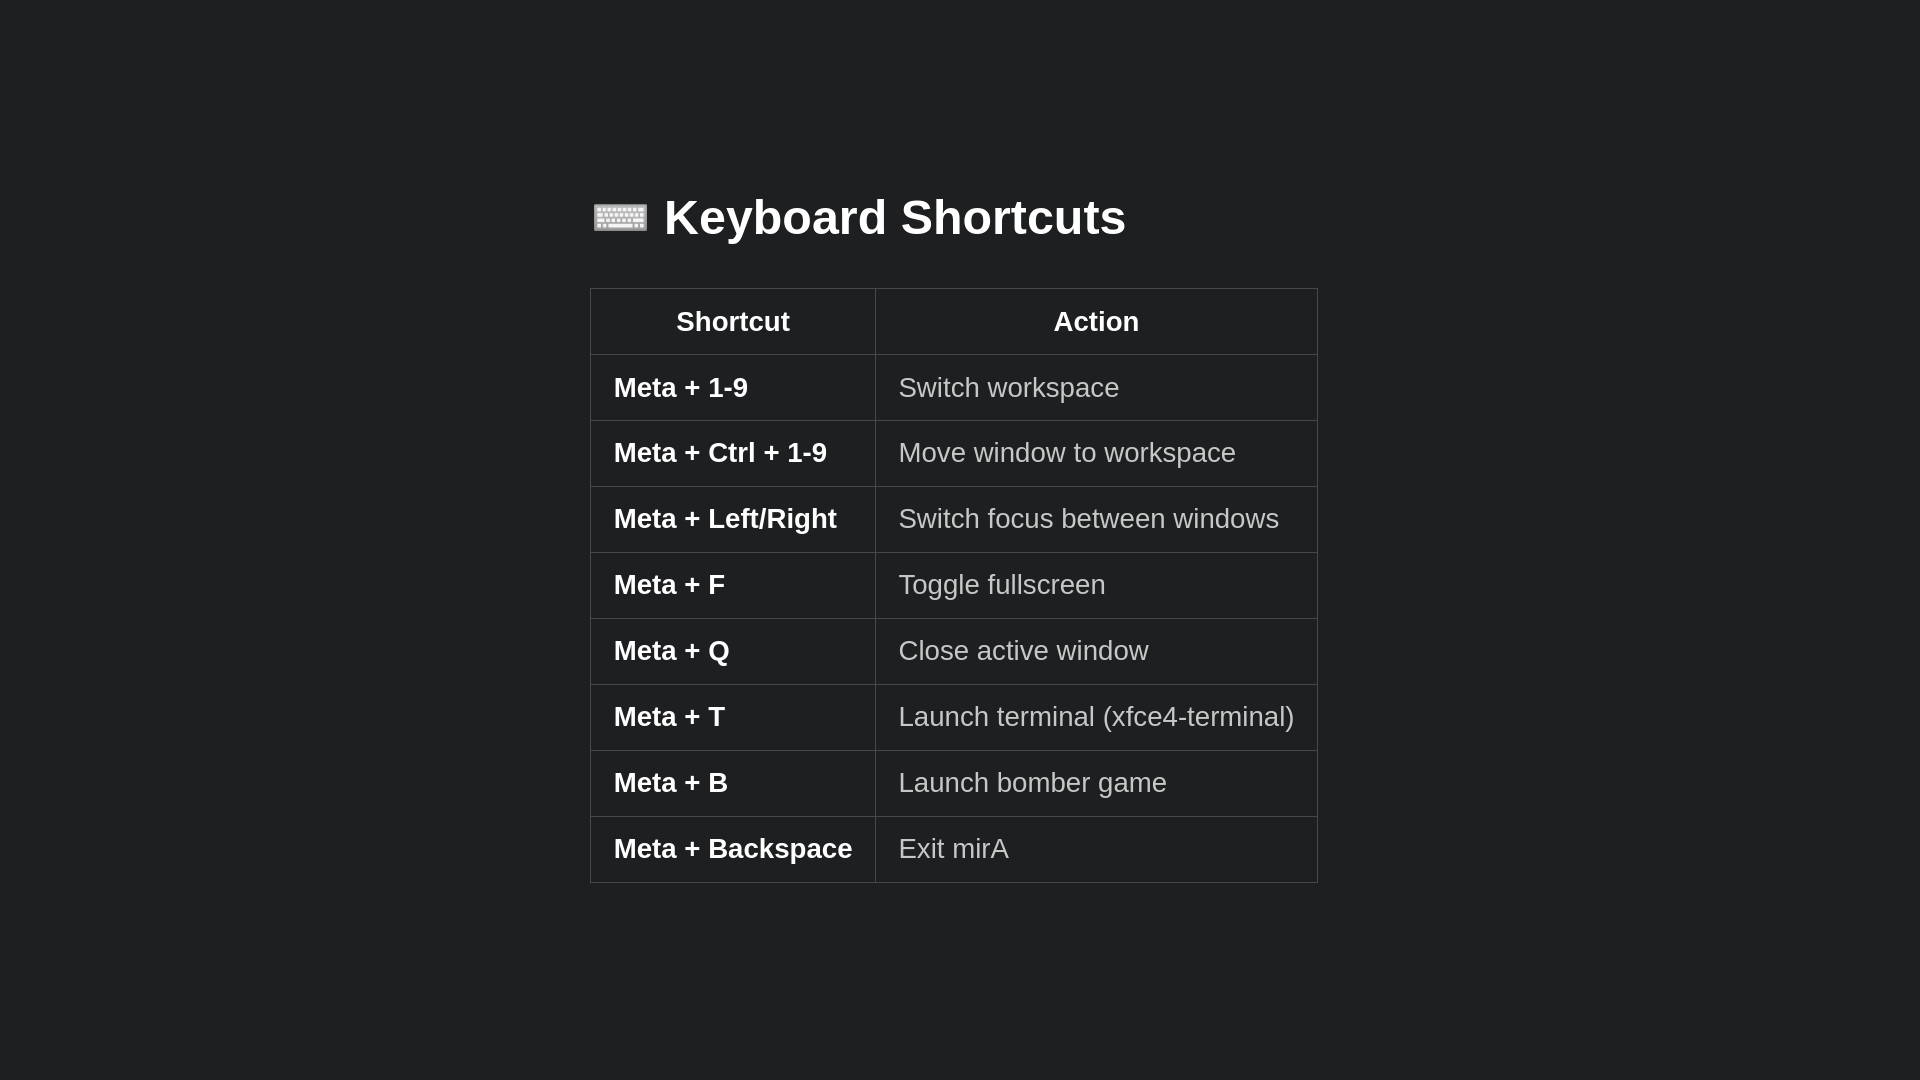 ⌨ Keyboard Shortcuts
Shortcut Action
Meta + 1-9 Switch workspace
Meta + Ctrl + 1-9 Move window to workspace
Meta + Left/Right Switch focus between windows
Meta + F Toggle fullscreen
Meta + Q Close active window
Meta + T Launch terminal (xfce4-terminal)
Meta + B Launch bomber game
Meta + Backspace Exit mirA